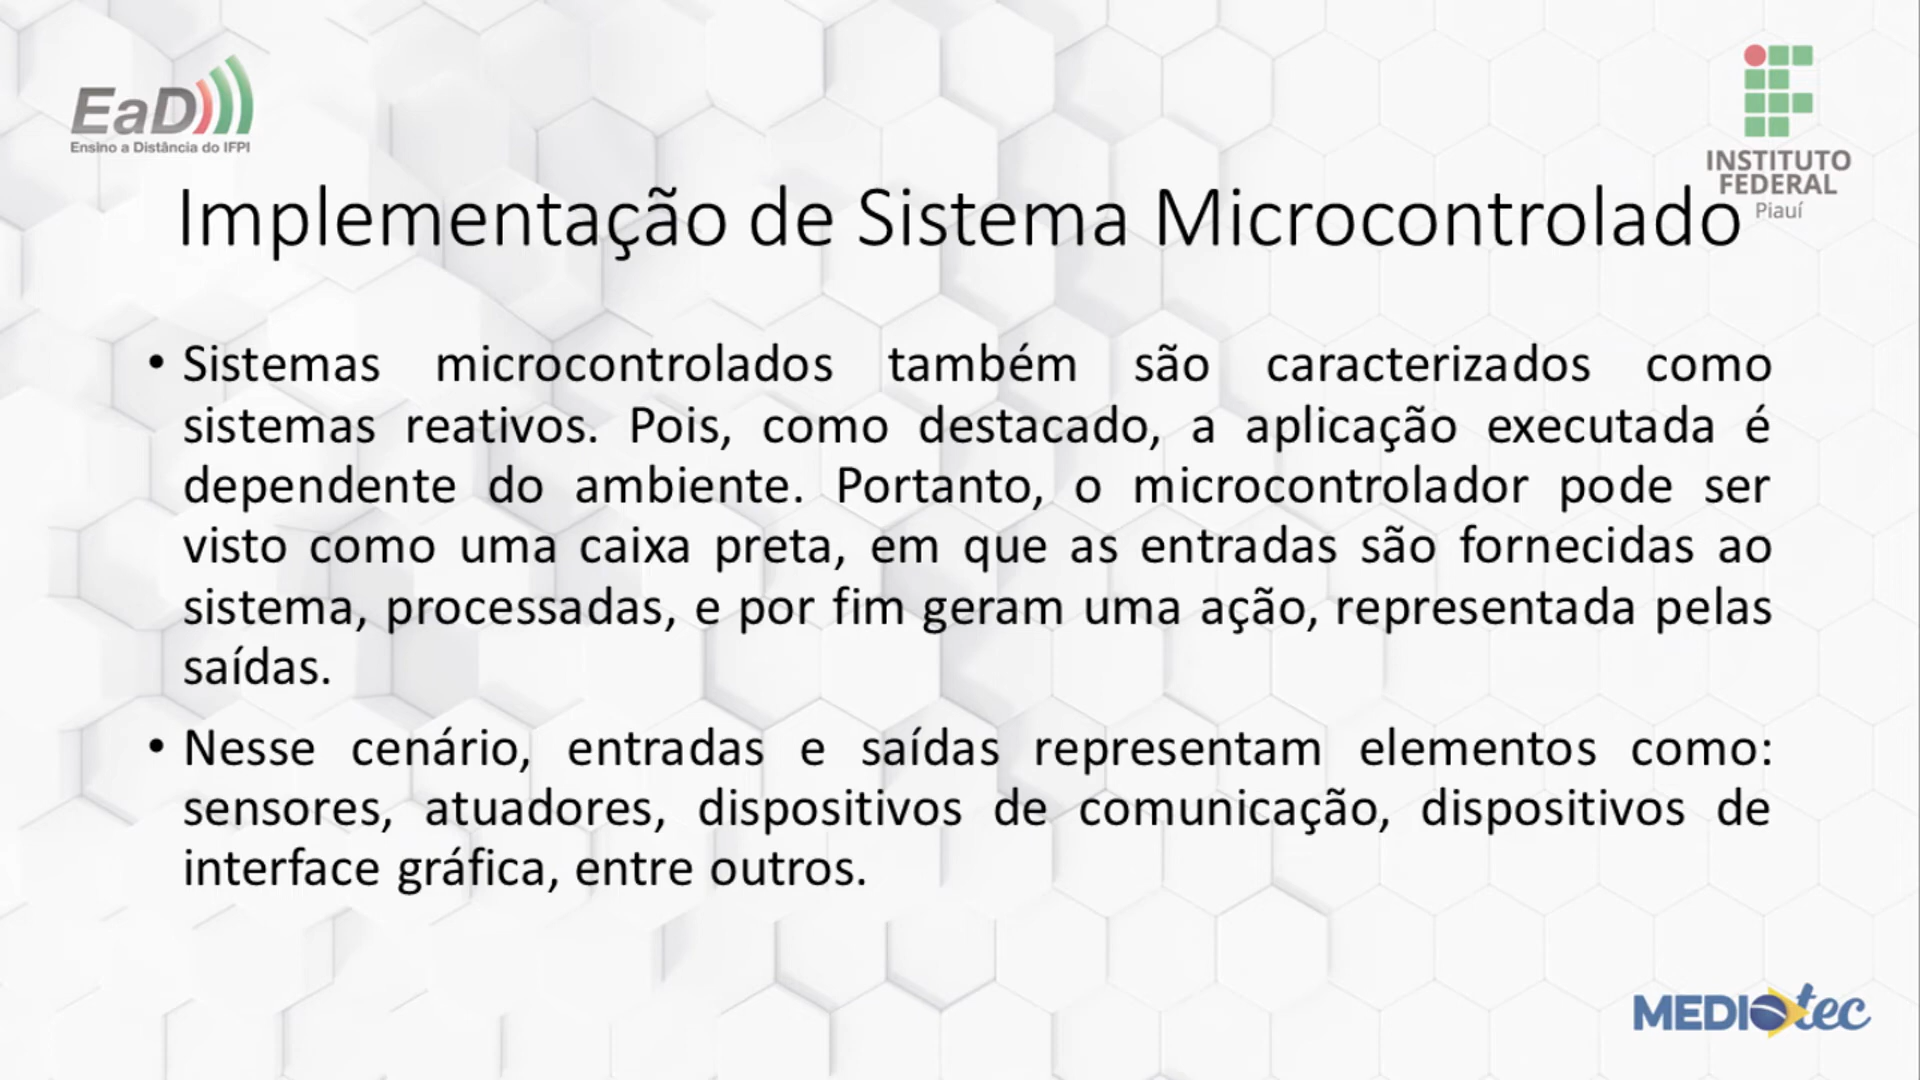 EaD
Ensino a Distância do IFPI
INSTITUTO
FEDERAL
Piauí
Implementação de Sistema Microcontrolado
• Sistemas microcontrolados também são caracterizados como
sistemas reativos. Pois, como destacado, a aplicação executada é
dependente do ambiente. Portanto, o microcontrolador pode ser
visto como uma caixa preta, em que as entradas são fornecidas ao
sistema, processadas, e por fim geram uma ação, representada pelas
saídas.
• Nesse cenário, entradas e saídas representam elementos como:
sensores, atuadores, dispositivos de comunicação, dispositivos de
interface gráfica, entre outros.
MEDIOtec